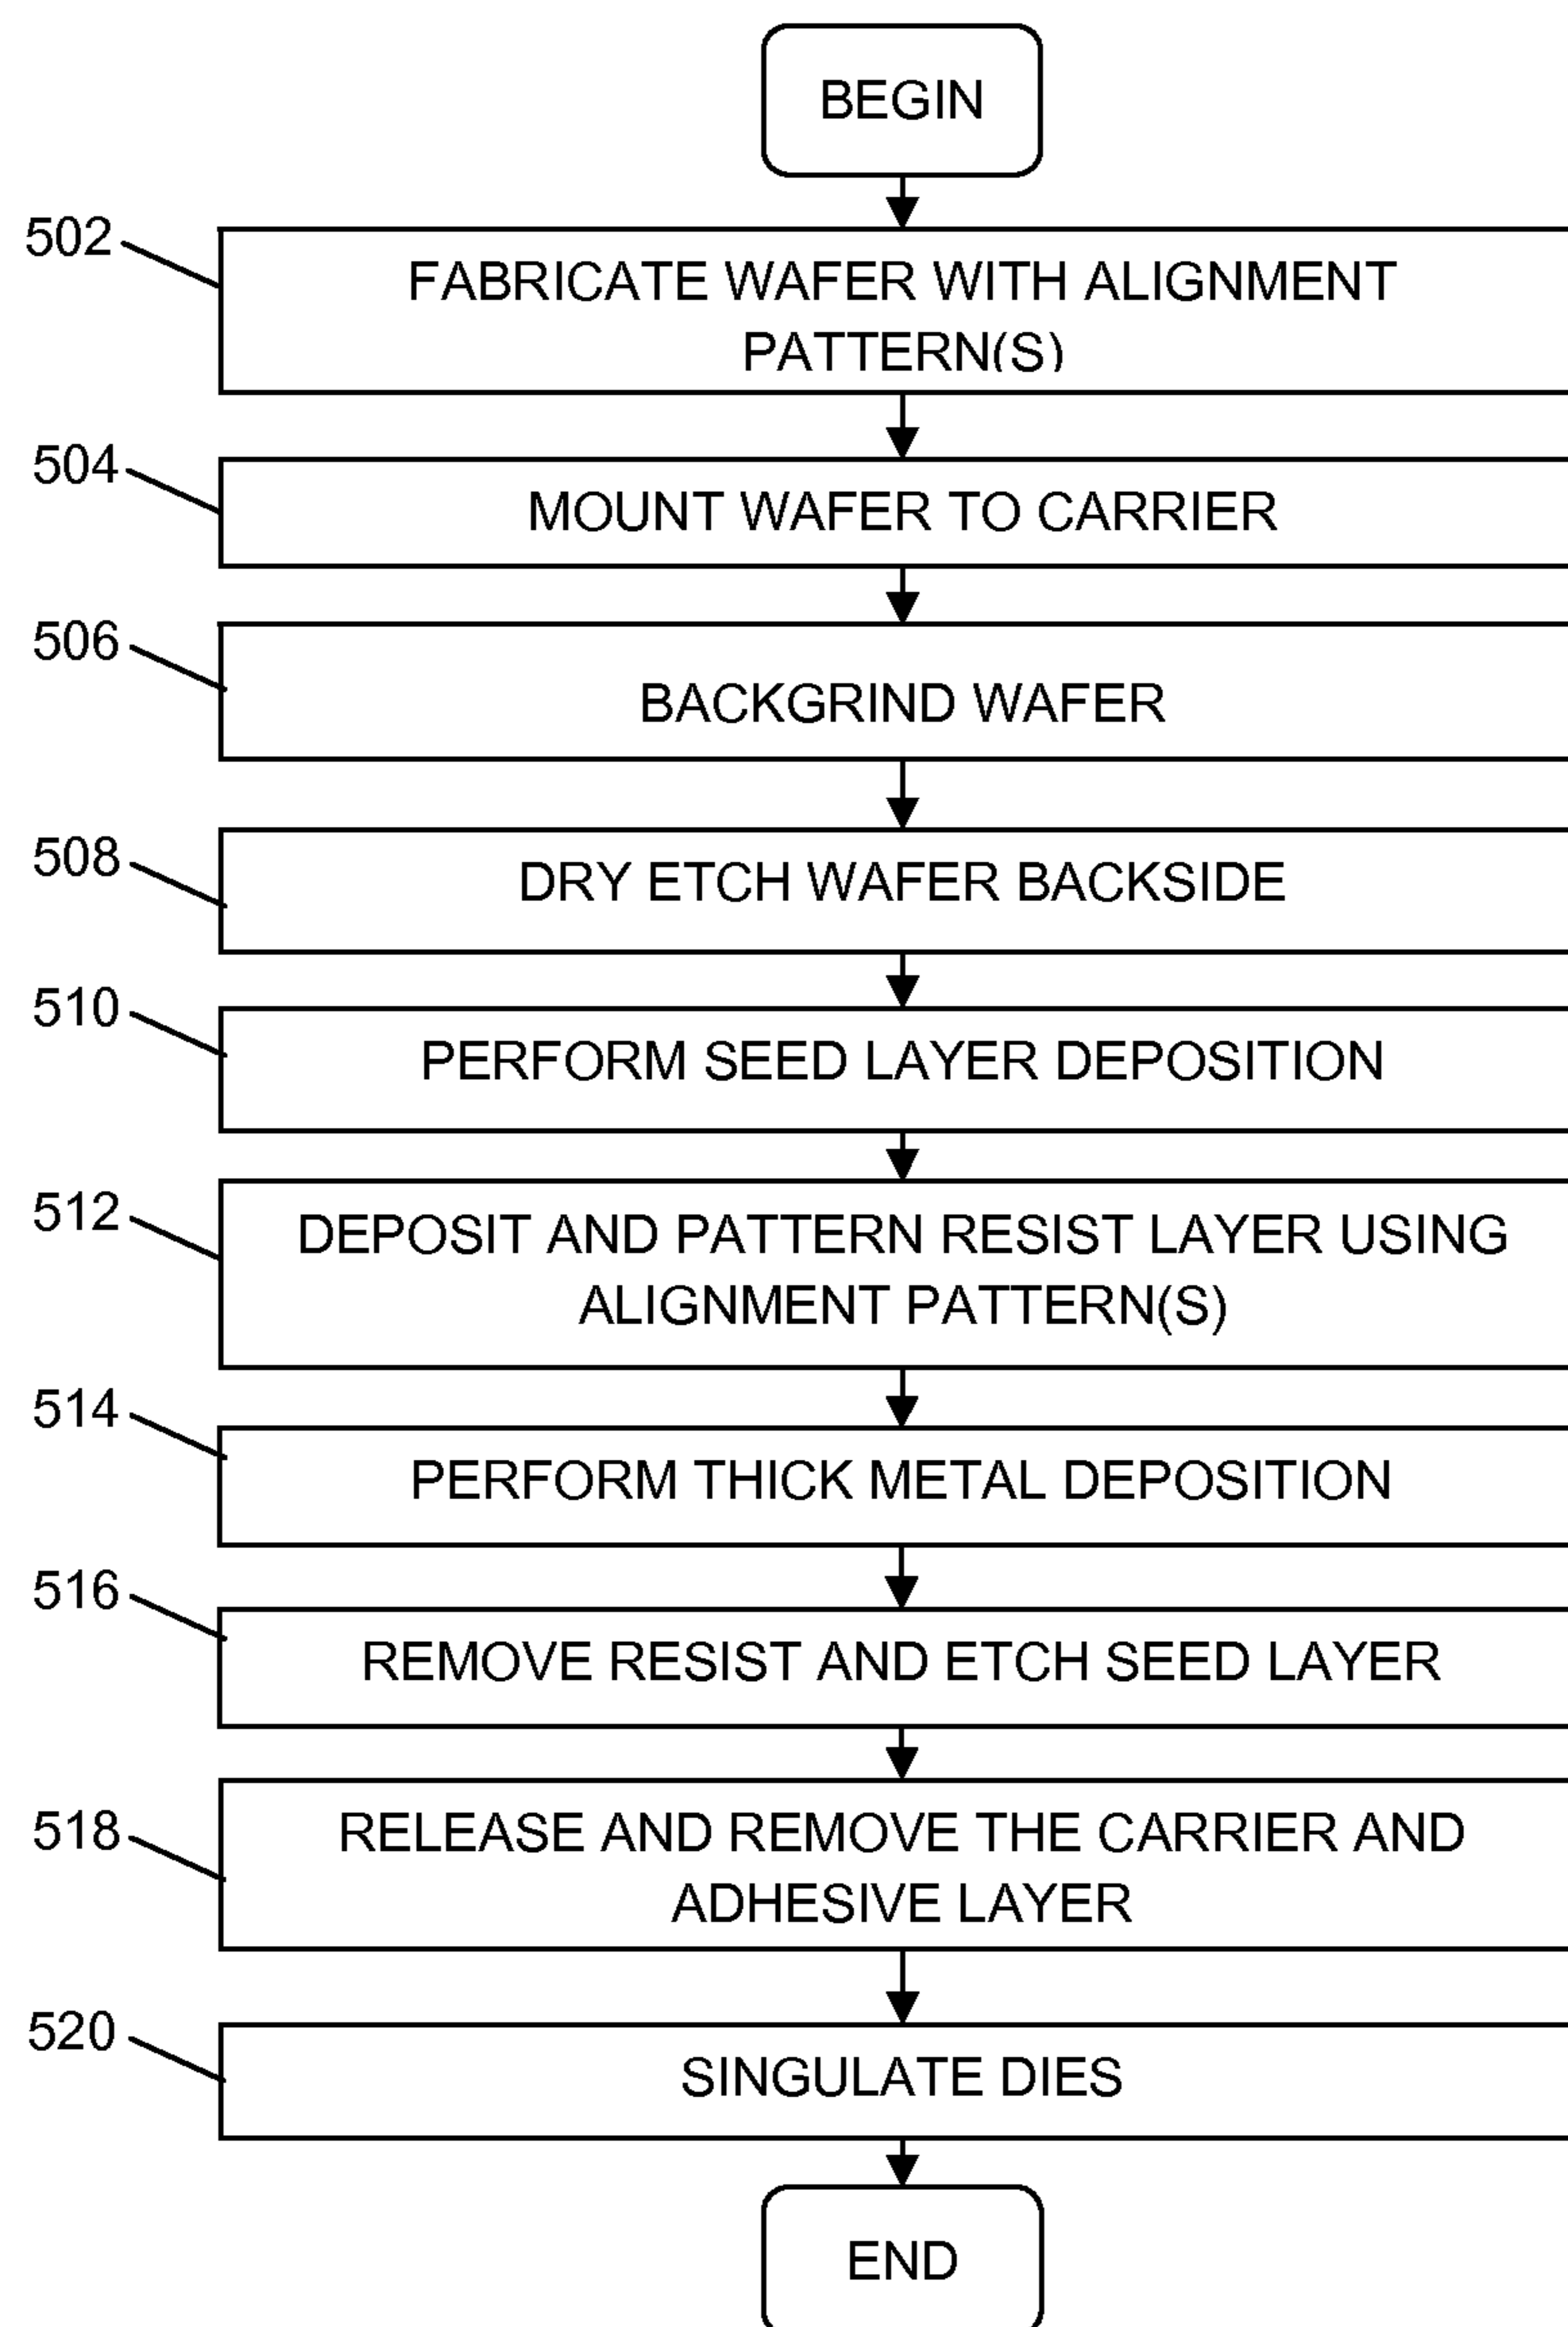 BEGIN
502
FABRICATE WAFER WITH ALIGNMENT
PATTERN(S)
504
MOUNT WAFER TO CARRIER
506
BACKGRIND WAFER
508
DRY ETCH WAFER BACKSIDE
510
PERFORM SEED LAYER DEPOSITION
512
DEPOSIT AND PATTERN RESIST LAYER USING
ALIGNMENT PATTERN(S)
514
PERFORM THICK METAL DEPOSITION
516
REMOVE RESIST AND ETCH SEED LAYER
518
RELEASE AND REMOVE THE CARRIER AND
ADHESIVE LAYER
520
SINGULATE DIES
END